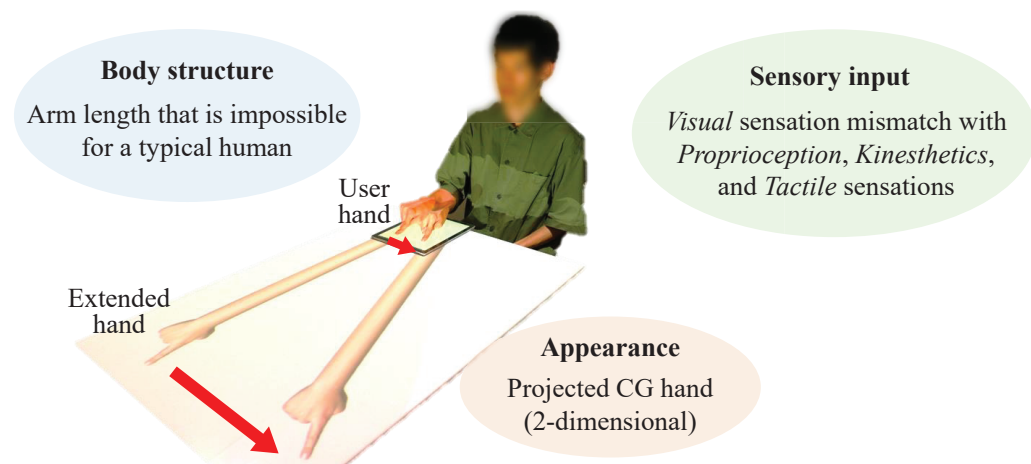 Body structure
Arm length that is impossible
for a typical human
Sensory input
Visual sensation mismatch with
Proprioception, Kinesthetics,
and Tactile sensations
User
hand
Extended
hand
Appearance
Projected CG hand
(2-dimensional)